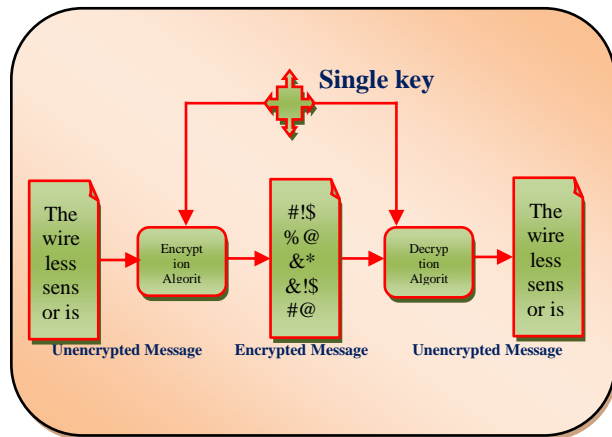 Single key
The
wire
less
sens
or is
Encrypt
ion
Algorit
#!$
%@
&*
&!$
#@
Decryp
tion
Algorit
The
wire
less
sens
or is
Unencrypted Message
Encrypted Message
Unencrypted Message